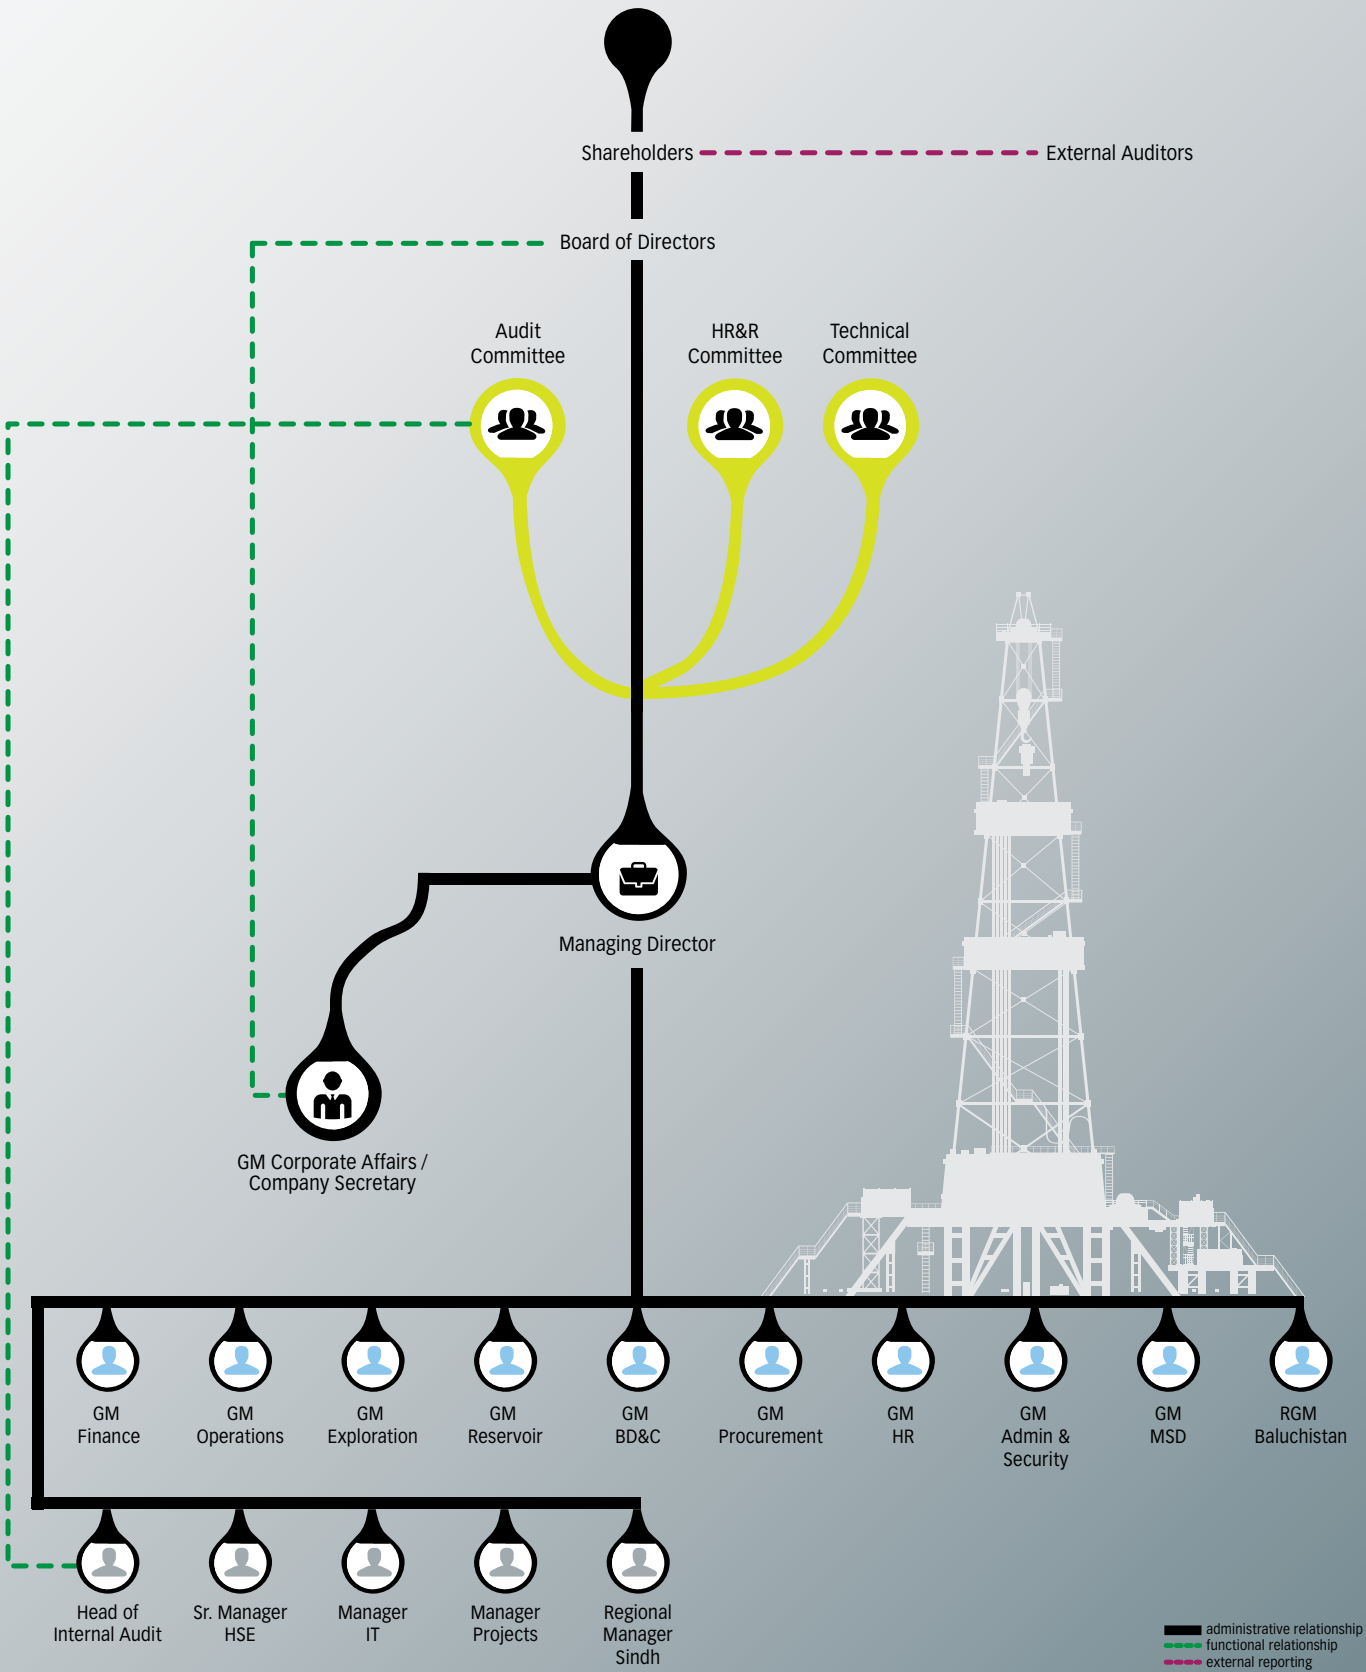 Shareholders
External Auditors
Board of Directors
Audit
Committee
HR&R
Committee
Technical
Committee
Managing Director
GM Corporate Affairs /
Company Secretary
GM
Finance
GM
Operations
GM
Exploration
GM
Reservoir
GM
BD&C
GM
Procurement
GM
HR
GM
Admin &
Security
GM
MSD
RGM
Baluchistan
Head of
Internal Audit
Sr. Manager
HSE
Manager
IT
Manager
Projects
Regional
Manager
Sindh
administrative relationship
functional relationship
external reporting